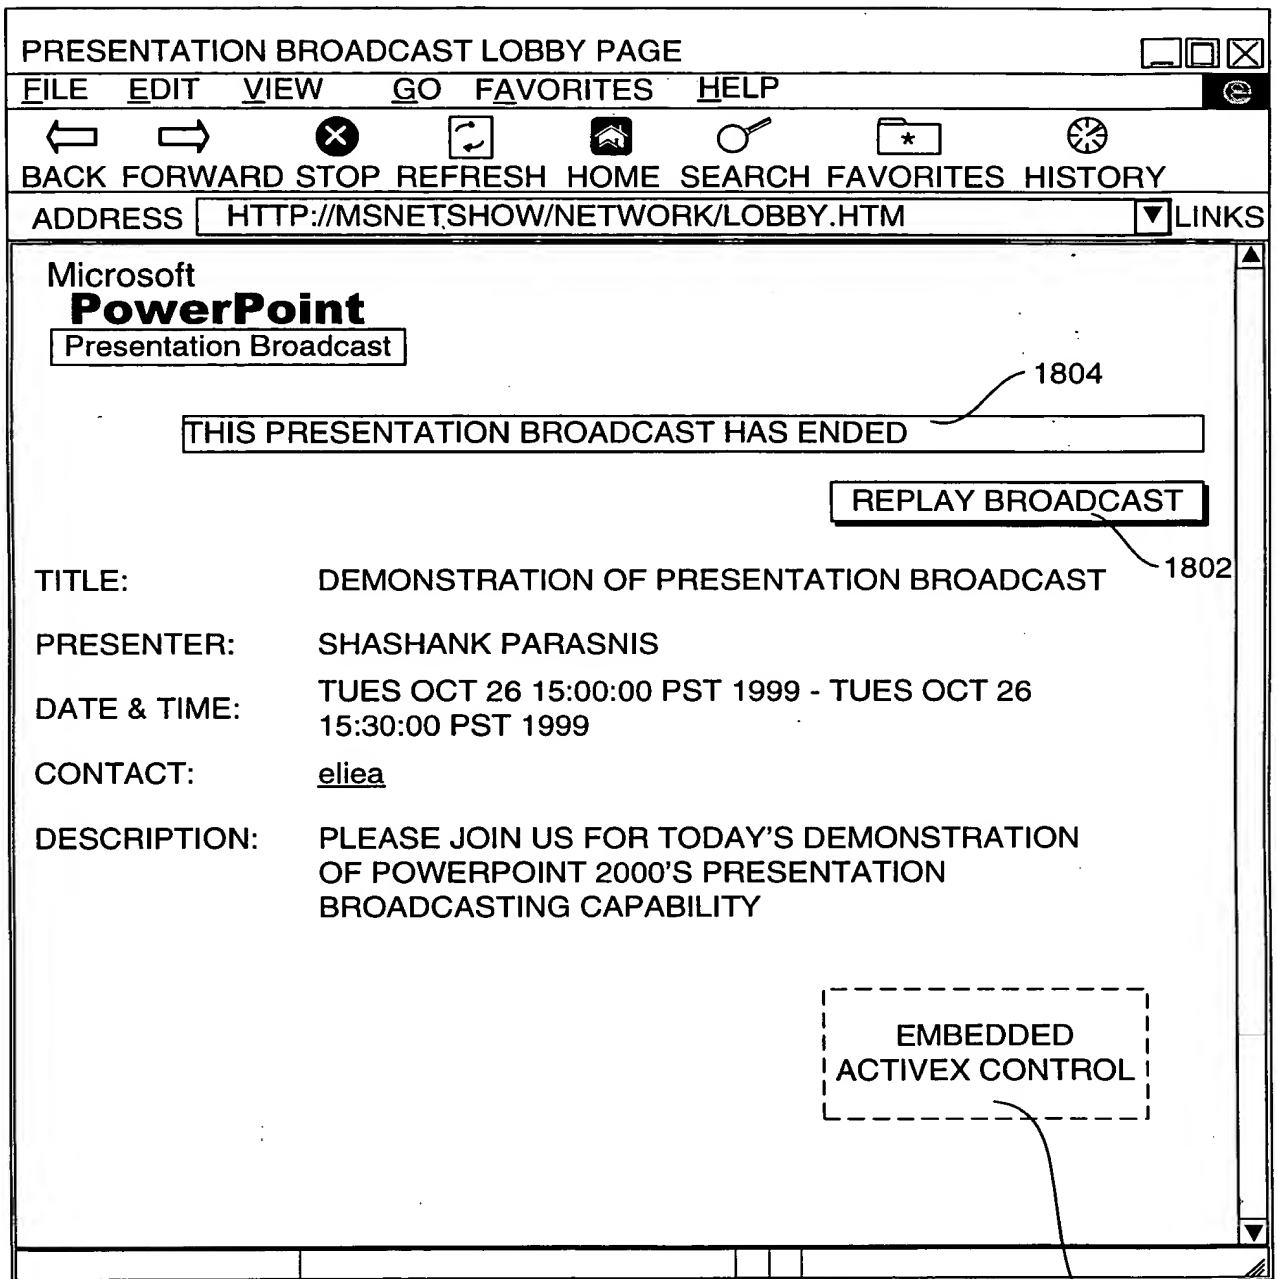 PRESENTATION BROADCAST LOBBY PAGE
FILE EDIT VIEW GO FAVORITES HELP
e
BACK FORWARD STOP REFRESH HOME SEARCH FAVORITES HISTORY
ADDRESS HTTP://MSNETSHOW/NETWORK/LOBBY.HTM LINKS
Microsoft
PowerPoint
Presentation Broadcast
1804
THIS PRESENTATION BROADCAST HAS ENDED
REPLAY BROADCAST
1802
TITLE: DEMONSTRATION OF PRESENTATION BROADCAST
PRESENTER: SHASHANK PARASNIS
DATE & TIME: TUES OCT 26 15:00:00 PST 1999 - TUES OCT 26
15:30:00 PST 1999
CONTACT: eliea
DESCRIPTION: PLEASE JOIN US FOR TODAY'S DEMONSTRATION
OF POWERPOINT 2000'S PRESENTATION
BROADCASTING CAPABILITY
EMBEDDED
ACTIVEX CONTROL